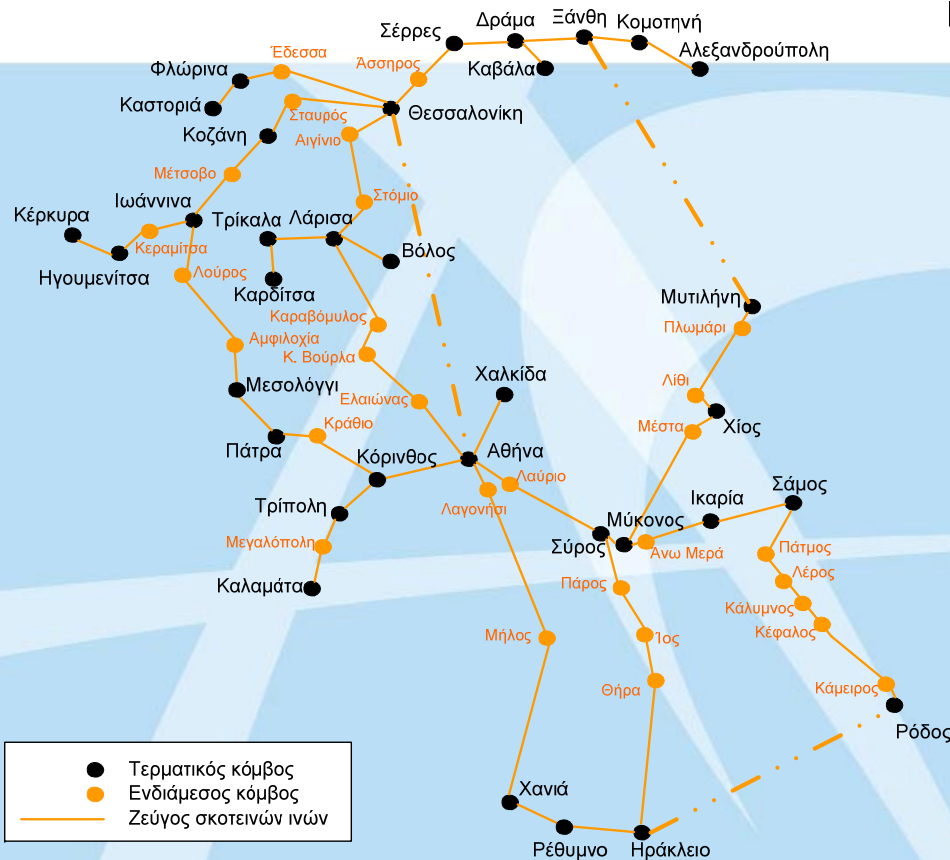 Ξάνθη
Δράμα
Κομοτηνή
Σέρρες
Αλεξανδρούπολη
Έδεσσα
Άσσηρος
Καβάλα
Φλώρινα
Καστοριά
Σταυρός
Θεσσαλονίκη
Κοζάνη
Αιγίνιο
Μέτσοβο
Στόμιο
Ιωάννινα
Κέρκυρα
Τρίκαλα
Λάρισα
Κεραμίτσα
Βόλος
Ηγουμενίτσα
Λούρος
Καρδίτσα
Μυτιλήνη
Καραβόμυλος
Πλωμάρι
Αμφιλοχία
Κ. Βούρλα
Χαλκίδα
Λίθι
Μεσολόγγι
Ελαιώνας
Κράθιο
Μέστα
Χίος
Πάτρα
Κόρινθος
Αθήνα
Λαύριο
Σάμος
Τρίπολη
Λαγονήσι
Ικαρία
Μύκονος
Μεγαλόπολη
Σύρος
Άνω Μερά
Πάτμος
Λέρος
Καλαμάτα
Πάρος
Κάλυμνος
Κέφαλος
Μήλος
Ίος
Θήρα
Κάμειρος
Ρόδος
Τερματικός κόμβος
Ενδιάμεσος κόμβος
Ζεύγος σκοτεινών ινών
Χανιά
Ρέθυμνο
Ηράκλειο